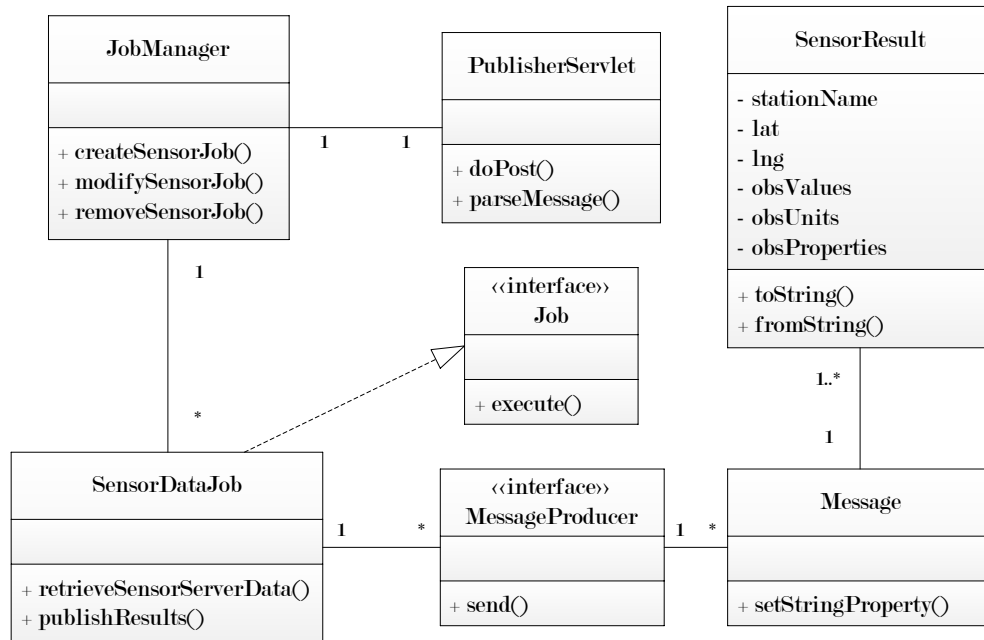 JobManager
+ createSensorJob()
+ modifySensorJob()
+ removeSensorJob()
1
1
PublisherServlet
+ doPost()
+ parseMessage()
SensorResult
- stationName
- lat
- lng
- obsValues
- obsUnits
- obsProperties
+ toString()
+ fromString()
1
*
‹‹interface››
Job
+ execute()
1..*
1
SensorDataJob
+ retrieveSensorServerData()
+ publishResults()
1
*
‹‹interface››
MessageProducer
+ send()
1
*
Message
+ setStringProperty()